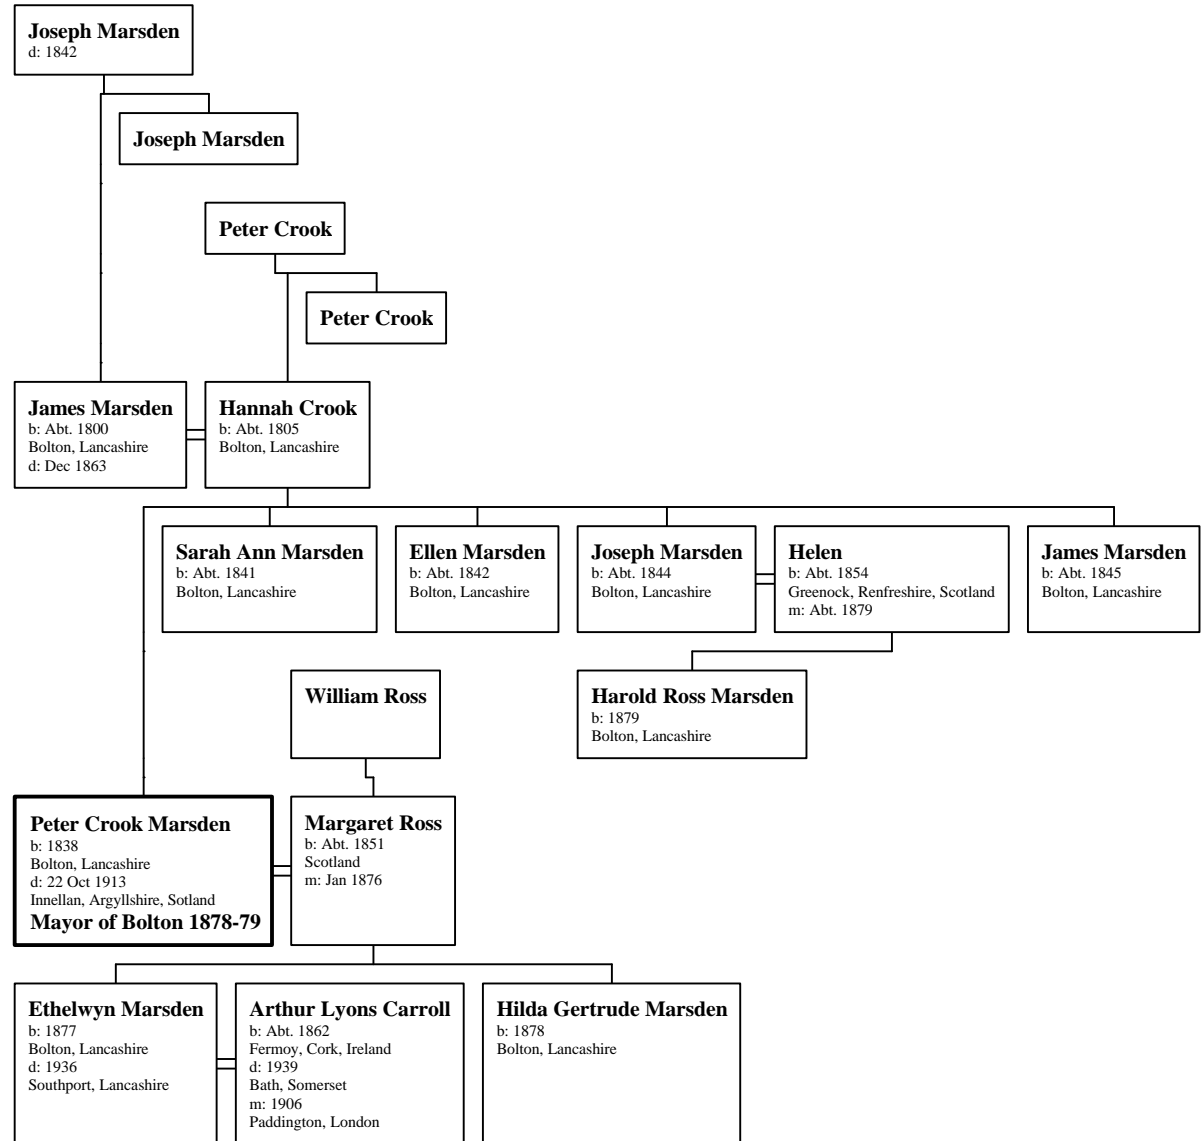 Joseph Marsden
d: 1842
Joseph Marsden
Peter Crook
Peter Crook
James Marsden
b: Abt. 1800
Bolton, Lancashire
d: Dec 1863
Hannah Crook
b: Abt. 1805
Bolton, Lancashire
Sarah Ann Marsden
b: Abt. 1841
Bolton, Lancashire
Ellen Marsden
b: Abt. 1842
Bolton, Lancashire
Joseph Marsden
b: Abt. 1844
Bolton, Lancashire
Helen
b: Abt. 1854
Greenock, Renfreshire, Scotland
m: Abt. 1879
James Marsden
b: Abt. 1845
Bolton, Lancashire
William Ross
Harold Ross Marsden
b: 1879
Bolton, Lancashire
Peter Crook Marsden
b: 1838
Bolton, Lancashire
d: 22 Oct 1913
Innellan, Argyllshire, Sotland
Mayor of Bolton 1878-79
Margaret Ross
b: Abt. 1851
Scotland
m: Jan 1876
Ethelwyn Marsden
b: 1877
Bolton, Lancashire
d: 1936
Southport, Lancashire
Arthur Lyons Carroll
b: Abt. 1862
Fermoy, Cork, Ireland
d: 1939
Bath, Somerset
m: 1906
Paddington, London
Hilda Gertrude Marsden
b: 1878
Bolton, Lancashire